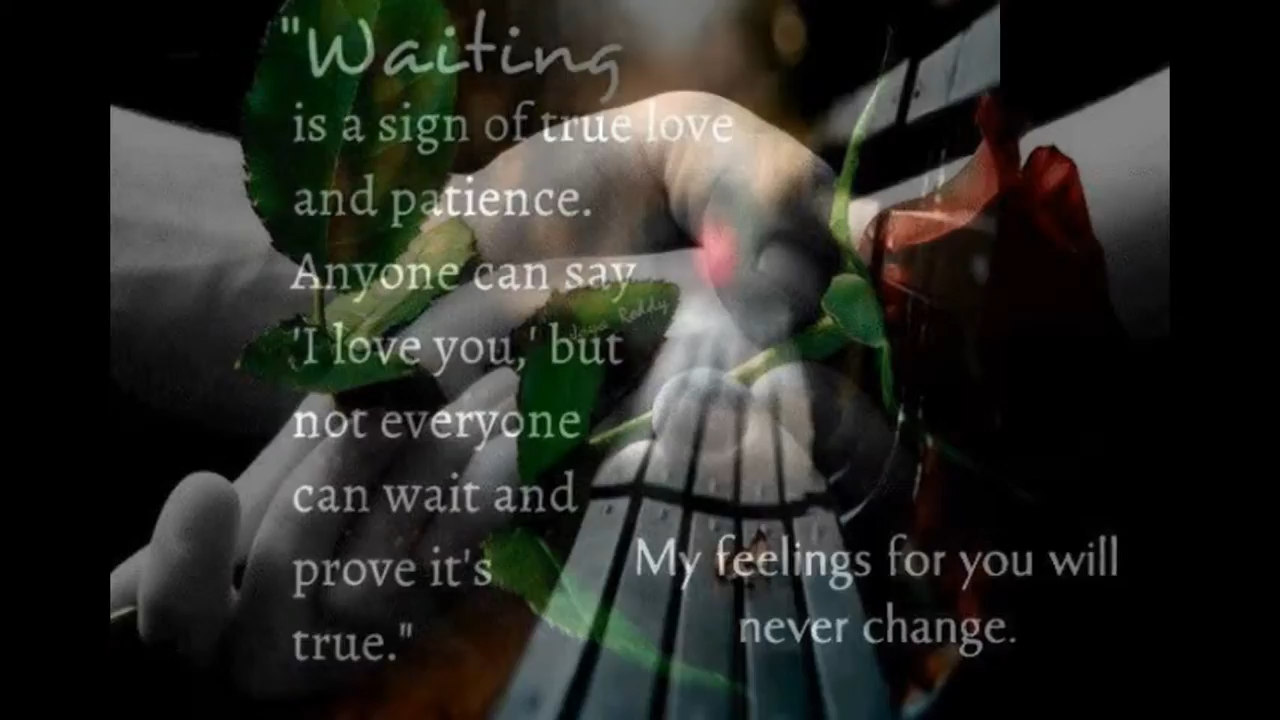 "Waiting
is a sign of true love
and patience.
Anyone can say
'I love you,' but
not everyone
can wait and
prove it's
true."
Reddy
My feelings for you will
never change.